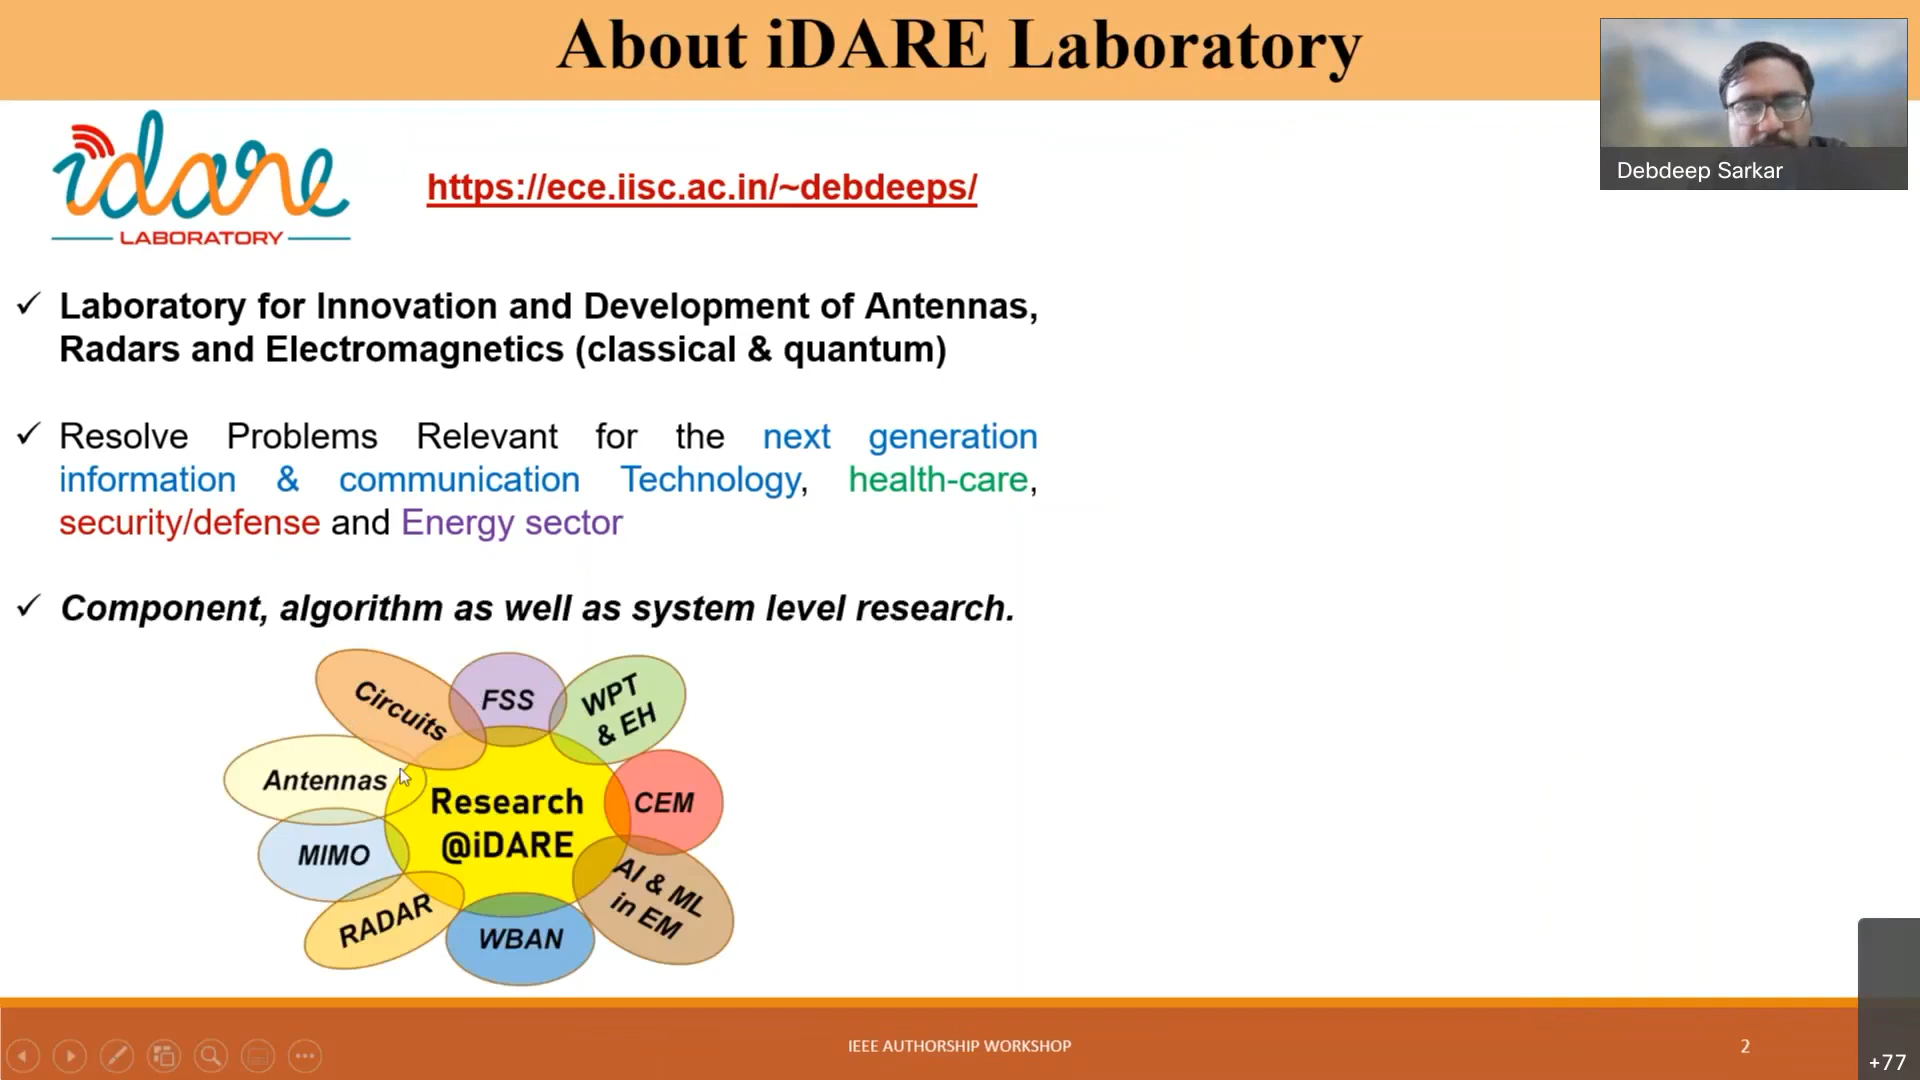 About iDARE Laboratory
Debdeep Sarkar
idare
LABORATORY
https://ece.iisc.ac.in/~debdeeps/
✓ Laboratory for Innovation and Development of Antennas,
Radars and Electromagnetics (classical & quantum)
✓ Resolve Problems Relevant for the next generation
information & communication Technology, health-care,
security/defense and Energy sector
✓ Component, algorithm as well as system level research.
Circuits
FSS
WPT
& EH
Antennas
Research
@iDARE
CEM
MIMO
AI & ML
in EM
RADAR
WBAN
IEEE AUTHORSHIP WORKSHOP
2
+77